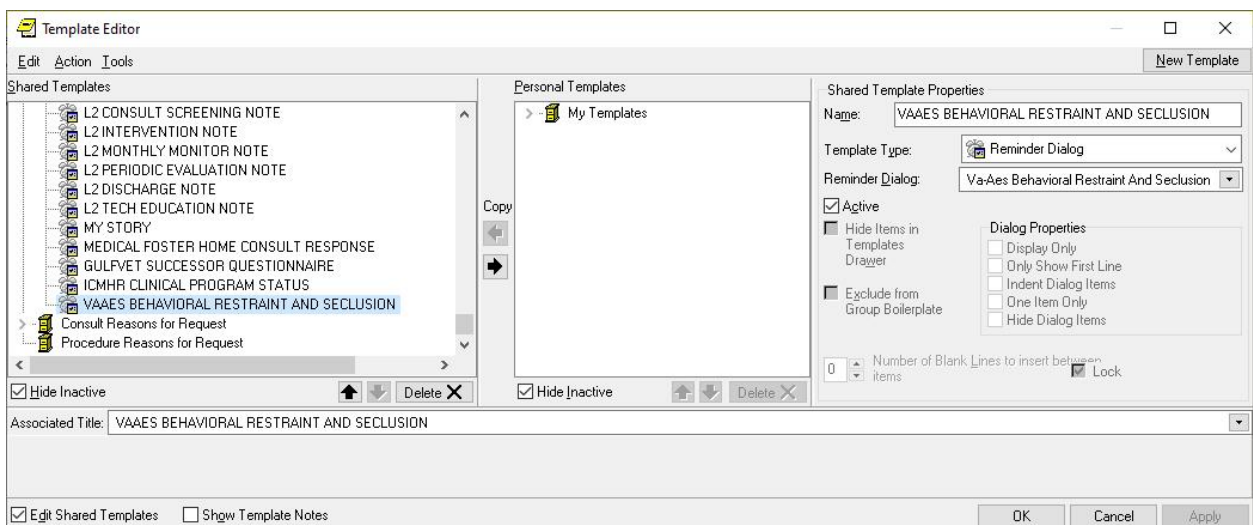 Template Editor
Edit Action Tools
New Template
Shared Templates
L2 CONSULT SCREENING NOTE
L2 INTERVENTION NOTE
L2 MONTHLY MONITOR NOTE
L2 PERIODIC EVALUATION NOTE
L2 DISCHARGE NOTE
L2 TECH EDUCATION NOTE
MY STORY
MEDICAL FOSTER HOME CONSULT RESPONSE
GULFVET SUCCESSOR QUESTIONNAIRE
ICMHR CLINICAL PROGRAM STATUS
VAAES BEHAVIORAL RESTRAINT AND SECLUSION
Consult Reasons for Request
Procedure Reasons for Request
Hide Inactive
Delete
Copy
Personal Templates
My Templates
Hide Inactive
Delete
Shared Template Properties
Name: VAAES BEHAVIORAL RESTRAINT AND SECLUSION
Template Type: Reminder Dialog
Reminder Dialog: Va-Aes Behavioral Restraint And Seclusion
Active
Hide Items in
Templates
Drawer
Exclude from
Group Boilerplate
Dialog Properties
Display Only
Only Show First Line
Indent Dialog Items
One Item Only
Hide Dialog Items
0 Number of Blank Lines to insert between
items
Lock
Associated Title: VAAES BEHAVIORAL RESTRAINT AND SECLUSION
Edit Shared Templates Show Template Notes
OK Cancel Apply